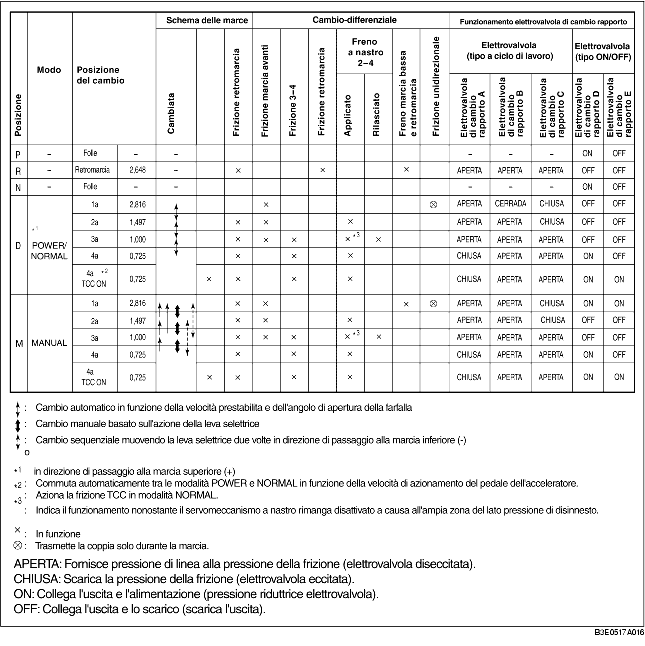 Schema delle marce Cambio-differenziale Funzionamento elettrovalvola di cambio rapporto
Posizione Modo Posizione del cambio Cambiata Frizione retromarcia Frizione marcia avanti Frizione 3–4 Frizione retromarcia Freno a nastro 2–4 Freno marcia bassa e retromarcia Frizione unidirezionale Elettrovalvola (tipo a ciclo di lavoro) Elettrovalvola (tipo ON/OFF)
Applicato Rilasciato Elettrovalvola di cambio rapporto A Elettrovalvola di cambio rapporto B Elettrovalvola di cambio rapporto C Elettrovalvola di cambio rapporto D Elettrovalvola di cambio rapporto E
P – Folle – – – – – ON OFF
R – Retromarcia 2,648 – × × × APERTA APERTA APERTA OFF OFF
N – Folle – – – – – ON OFF
D *1 POWER/NORMAL
1a 2,816 × ⊗ APERTA CERRADA CHIUSA OFF OFF
2a 1,497 × × × APERTA APERTA CHIUSA OFF OFF
3a 1,000 × × × ×*3 × APERTA APERTA APERTA OFF OFF
4a 0,725 × × × CHIUSA APERTA APERTA OFF OFF
4a *2 TCC ON 0,725 × × × × CHIUSA APERTA APERTA ON ON
M MANUAL
1a 2,816 × × × ⊗ APERTA APERTA CHIUSA ON ON
2a 1,497 × × × APERTA APERTA CHIUSA OFF OFF
3a 1,000 × × × ×*3 × APERTA APERTA APERTA OFF OFF
4a 0,725 × × × CHIUSA APERTA APERTA ON OFF
4a TCC ON 0,725 × × × × CHIUSA APERTA APERTA ON ON
: Cambio automatico in funzione della velocità prestabilita e dell'angolo di apertura della farfalla
: Cambio manuale basato sull'azione della leva selettrice
: Cambio sequenziale muovendo la leva selettrice due volte in direzione di passaggio alla marcia inferiore (-)
o
*1 in direzione di passaggio alla marcia superiore (+)
*2 : Commuta automaticamente tra le modalità POWER e NORMAL in funzione della velocità di azionamento del pedale dell'acceleratore.
*3 : Aziona la frizione TCC in modalità NORMAL.
: Indica il funzionamento nonostante il servomeccanismo a nastro rimanga disattivato a causa all'ampia zona del lato pressione di disinnesto.
× : In funzione
⊗ : Trasmette la coppia solo durante la marcia.
APERTA: Fornisce pressione di linea alla pressione della frizione (elettrovalvola diseccitata).
CHIUSA: Scarica la pressione della frizione (elettrovalvola eccitata).
ON: Collega l'uscita e l'alimentazione (pressione riduttrice elettrovalvola).
OFF: Collega l'uscita e lo scarico (scarica l'uscita).
B3E0517A016